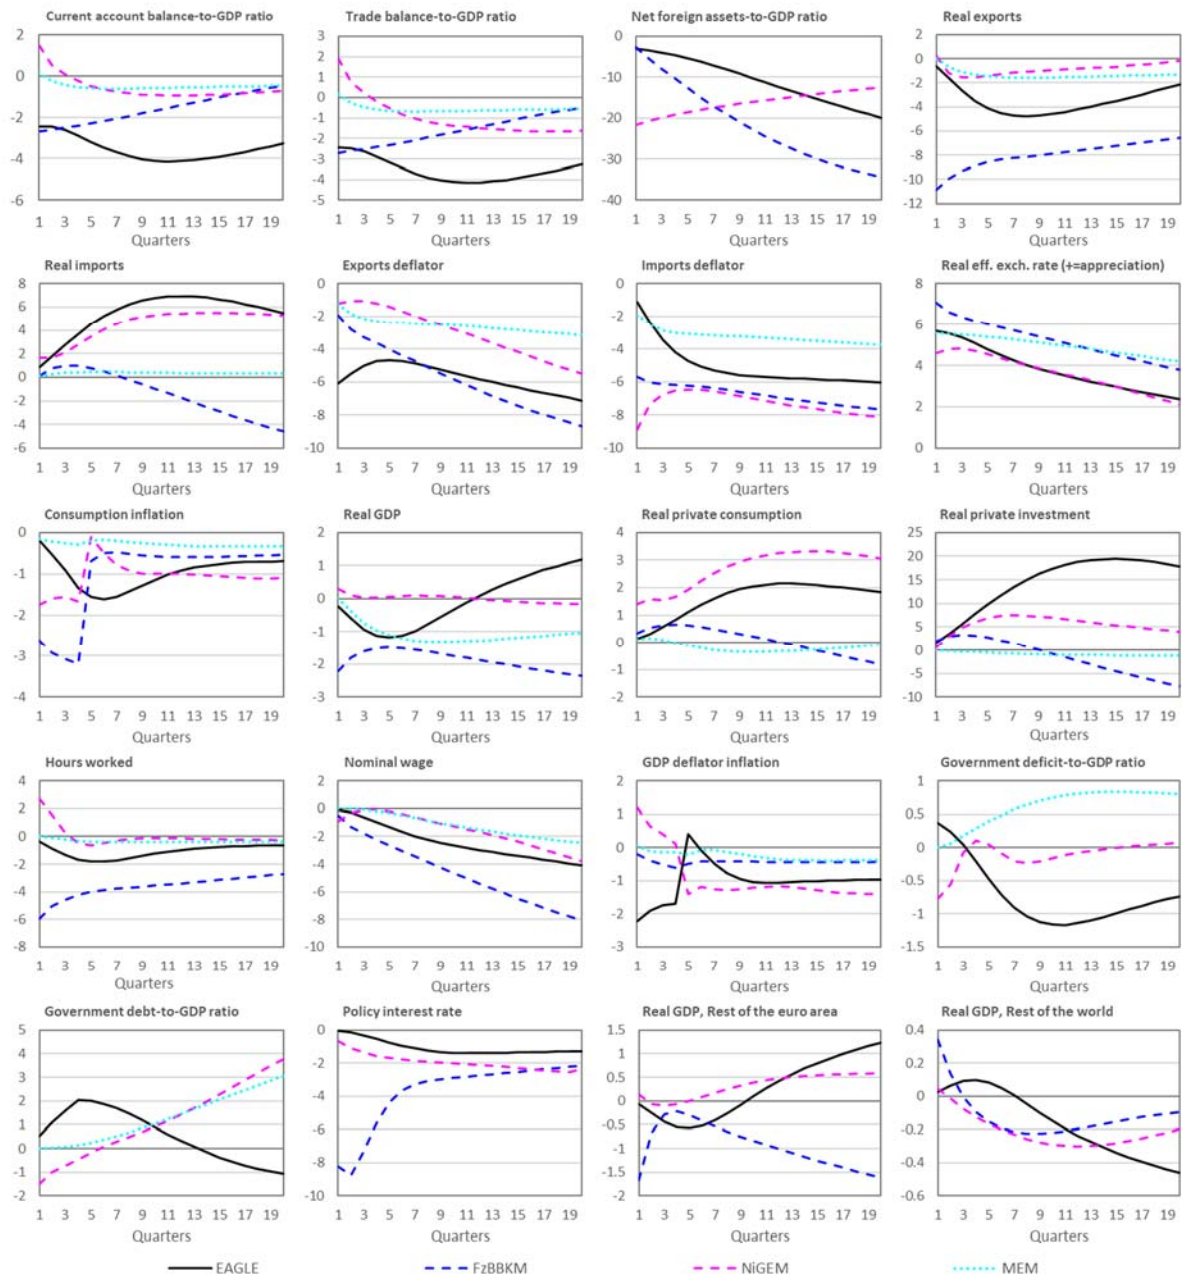 Current account balance-to-GDP ratio
2
0
-2
-4
-6
1 3 5 7 9 11 13 15 17 19
Quarters
Trade balance-to-GDP ratio
3
2
1
0
-1
-2
-3
-4
-5
1 3 5 7 9 11 13 15 17 19
Quarters
Net foreign assets-to-GDP ratio
0
-10
-20
-30
-40
1 3 5 7 9 11 13 15 17 19
Quarters
Real exports
2
0
-2
-4
-6
-8
-10
-12
1 3 5 7 9 11 13 15 17 19
Quarters
Real imports
8
6
4
2
0
-2
-4
-6
1 3 5 7 9 11 13 15 17 19
Quarters
Exports deflator
0
-2
-4
-6
-8
-10
1 3 5 7 9 11 13 15 17 19
Quarters
Imports deflator
0
-2
-4
-6
-8
-10
1 3 5 7 9 11 13 15 17 19
Quarters
Real eff. exch. rate (+=appreciation)
8
6
4
2
0
1 3 5 7 9 11 13 15 17 19
Quarters
Consumption inflation
0
-1
-2
-3
-4
1 3 5 7 9 11 13 15 17 19
Quarters
Real GDP
2
1
0
-1
-2
-3
1 3 5 7 9 11 13 15 17 19
Quarters
Real private consumption
4
3
2
1
0
-1
-2
1 3 5 7 9 11 13 15 17 19
Quarters
Real private investment
25
20
15
10
5
0
-5
-10
1 3 5 7 9 11 13 15 17 19
Quarters
Hours worked
4
2
0
-2
-4
-6
-8
1 3 5 7 9 11 13 15 17 19
Quarters
Nominal wage
2
0
-2
-4
-6
-8
-10
1 3 5 7 9 11 13 15 17 19
Quarters
GDP deflator inflation
2
1
0
-1
-2
-3
1 3 5 7 9 11 13 15 17 19
Quarters
Government deficit-to-GDP ratio
1
0.5
0
-0.5
-1
-1.5
1 3 5 7 9 11 13 15 17 19
Quarters
Government debt-to-GDP ratio
5
4
3
2
1
0
-1
-2
1 3 5 7 9 11 13 15 17 19
Quarters
Policy interest rate
0
-2
-4
-6
-8
-10
1 3 5 7 9 11 13 15 17 19
Quarters
Real GDP, Rest of the euro area
1.5
1
0.5
0
-0.5
-1
-1.5
-2
1 3 5 7 9 11 13 15 17 19
Quarters
Real GDP, Rest of the world
0.4
0.2
0
-0.2
-0.4
-0.6
1 3 5 7 9 11 13 15 17 19
Quarters
EAGLE FzBBKM NiGEM MEM